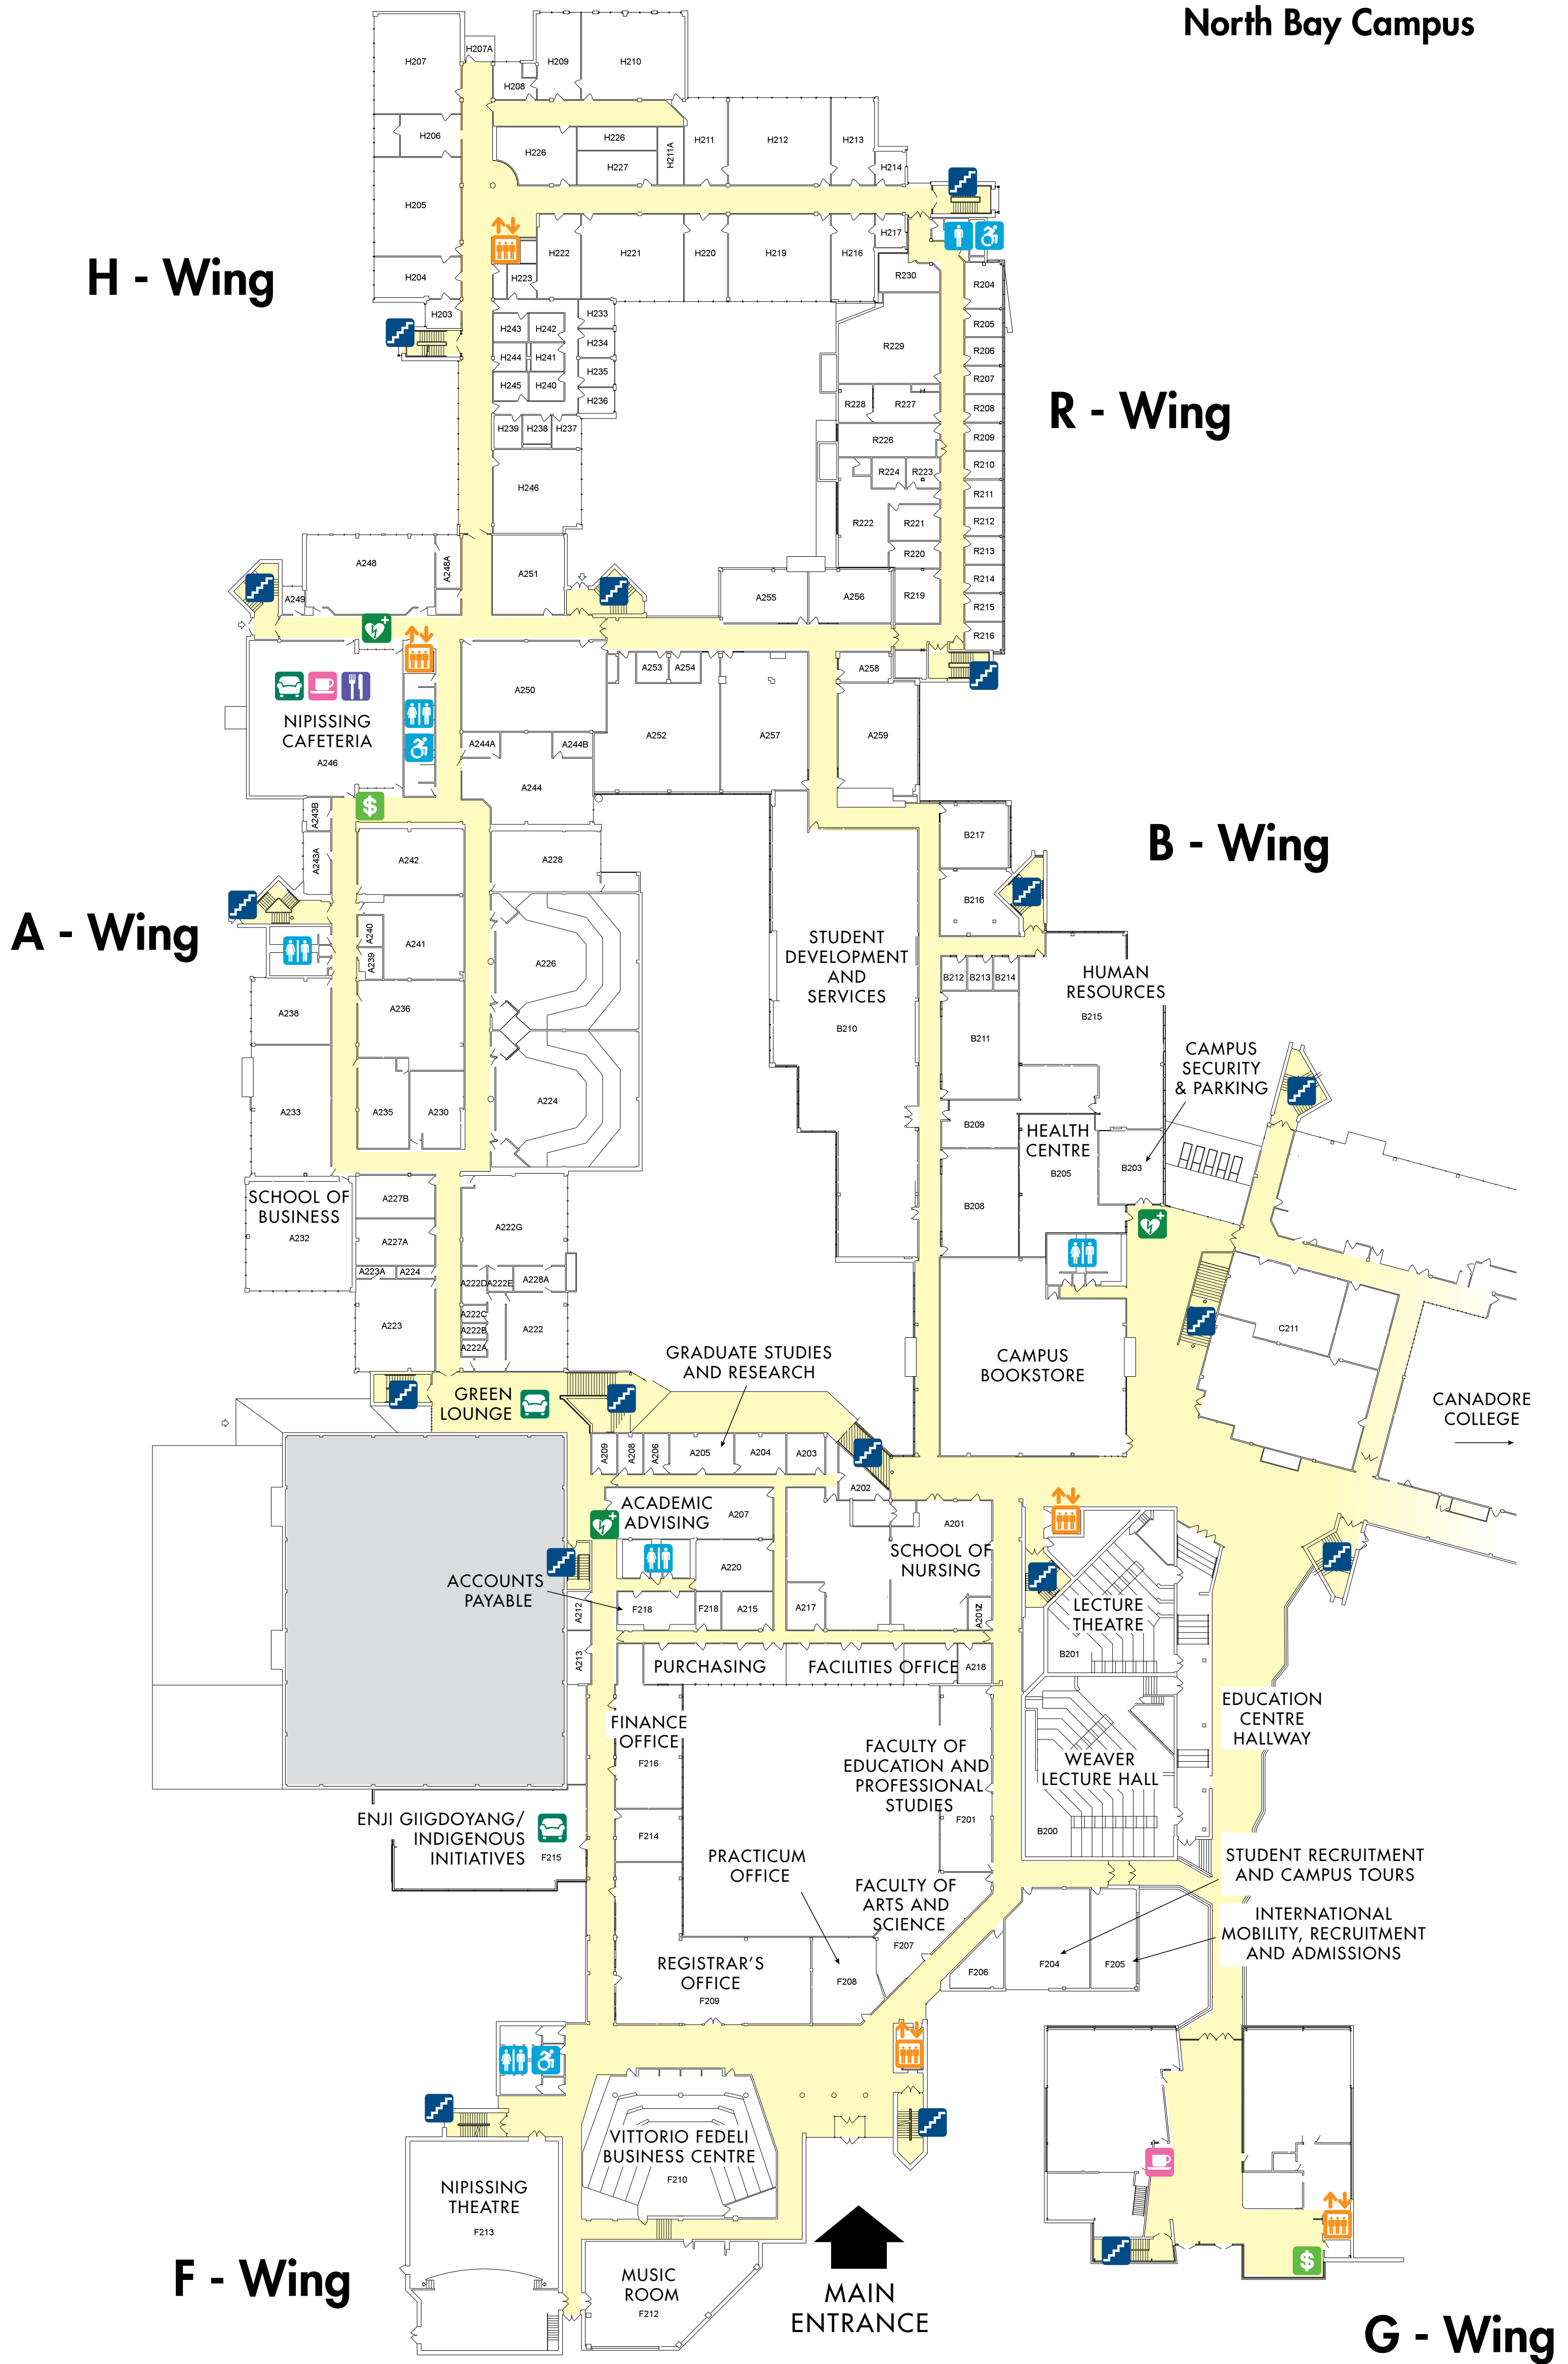 North Bay Campus
H207A
H207
H209
H210
H208
H206
H226
H226
H227
H211A
H211
H212
H213
H214
H205
H - Wing
H204
H203
H222
H221
H220
H219
H216
H217
H223
R230
R204
R205
R206
R207
R208
R209
R210
R211
R212
R213
R214
R215
R216
R229
R228
R227
R226
R224
R223
R222
R221
R220
R219
R - Wing
H243
H242
H233
H244
H241
H234
H245
H240
H235
H236
H239
H238
H237
H246
A248
A248A
A249
A251
A255
A256
A253
A254
A258
A250
A252
A257
A259
NIPISSING
CAFETERIA
A246
A244A
A244B
A244
A243B
A243A
A242
A228
A - Wing
A240
A239
A241
A226
A238
A236
A233
A235
A230
A224
B217
B - Wing
B216
STUDENT
DEVELOPMENT
AND
SERVICES
B210
B212
B213
B214
HUMAN
RESOURCES
B215
B211
CAMPUS
SECURITY
& PARKING
B209
HEALTH
CENTRE
B205
B203
B208
SCHOOL OF
BUSINESS
A232
A227B
A227A
A223A
A224
A223
A222G
A222D
A222E
A228A
A222C
A222B
A222A
A222
C211
CAMPUS
BOOKSTORE
CANADORE
COLLEGE
GRADUATE STUDIES
AND RESEARCH
GREEN
LOUNGE
A209
A208
A206
A205
A204
A203
A202
ACADEMIC
ADVISING
A207
A201
SCHOOL OF
NURSING
A220
ACCOUNTS
PAYABLE
A212
F218
F218
A215
A217
A201Z
LECTURE
THEATRE
B201
A213
PURCHASING
FACILITIES OFFICE
A218
FINANCE
OFFICE
F216
EDUCATION
CENTRE
HALLWAY
FACULTY OF
EDUCATION AND
PROFESSIONAL
STUDIES
F201
WEAVER
LECTURE HALL
B200
ENJI GIIGDOYANG/
INDIGENOUS
INITIATIVES
F215
F214
PRACTICUM
OFFICE
STUDENT RECRUITMENT
AND CAMPUS TOURS
FACULTY OF
ARTS AND
SCIENCE
F207
INTERNATIONAL
MOBILITY, RECRUITMENT
AND ADMISSIONS
REGISTRAR'S
OFFICE
F209
F208
F206
F204
F205
VITTORIO FEDELI
BUSINESS CENTRE
F210
NIPISSING
THEATRE
F213
F - Wing
MUSIC
ROOM
F212
MAIN
ENTRANCE
G - Wing